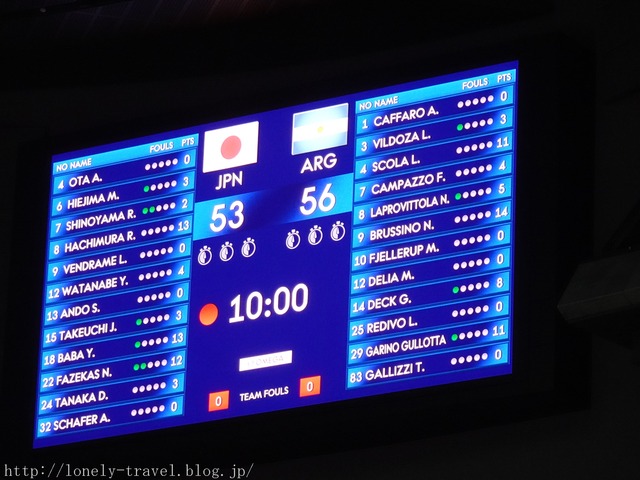 NO NAME FOULS PTS
4 OTA A. 0
6 HIEJIMA M. 3
7 SHINOYAMA R. 2
8 HACHIMURA R. 13
9 VENDRAME L. 0
12 WATANABE Y. 4
13 ANDO S. 0
15 TAKEUCHI J. 3
18 BABA Y. 13
22 FAZEKAS N. 12
24 TANAKA D. 3
32 SCHAFER A. 0
JPN ARG
53 56
10:00
OMEGA
0 TEAM FOULS 0
NO NAME FOULS PTS
1 CAFFARO A. 0
3 VILDOZA L. 3
4 SCOLA L. 11
7 CAMPAZZO F. 4
8 LAPROVITTOLA N. 5
9 BRUSSINO N. 14
10 FJELLERUP M. 0
12 DELIA M. 0
14 DECK G. 8
25 REDIVO L. 0
29 GARINO GULLOTTA 11
83 GALLIZZI T. 0
http://lonely-travel.blog.jp/